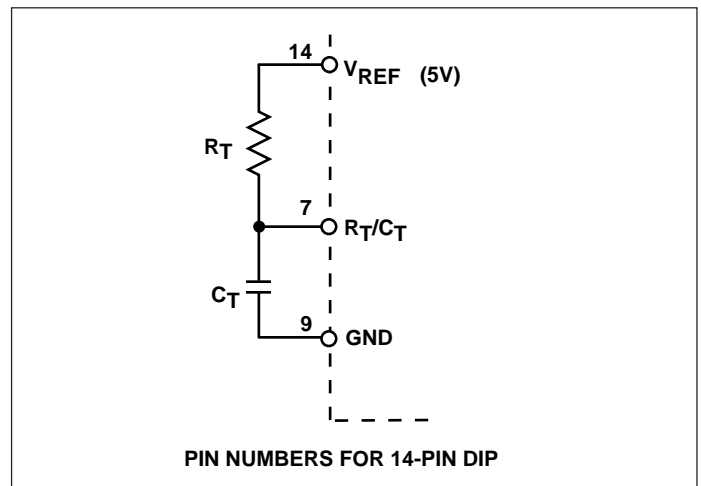 14
VREF (5V)
RT
7
RT/CT
CT
9
GND
PIN NUMBERS FOR 14-PIN DIP